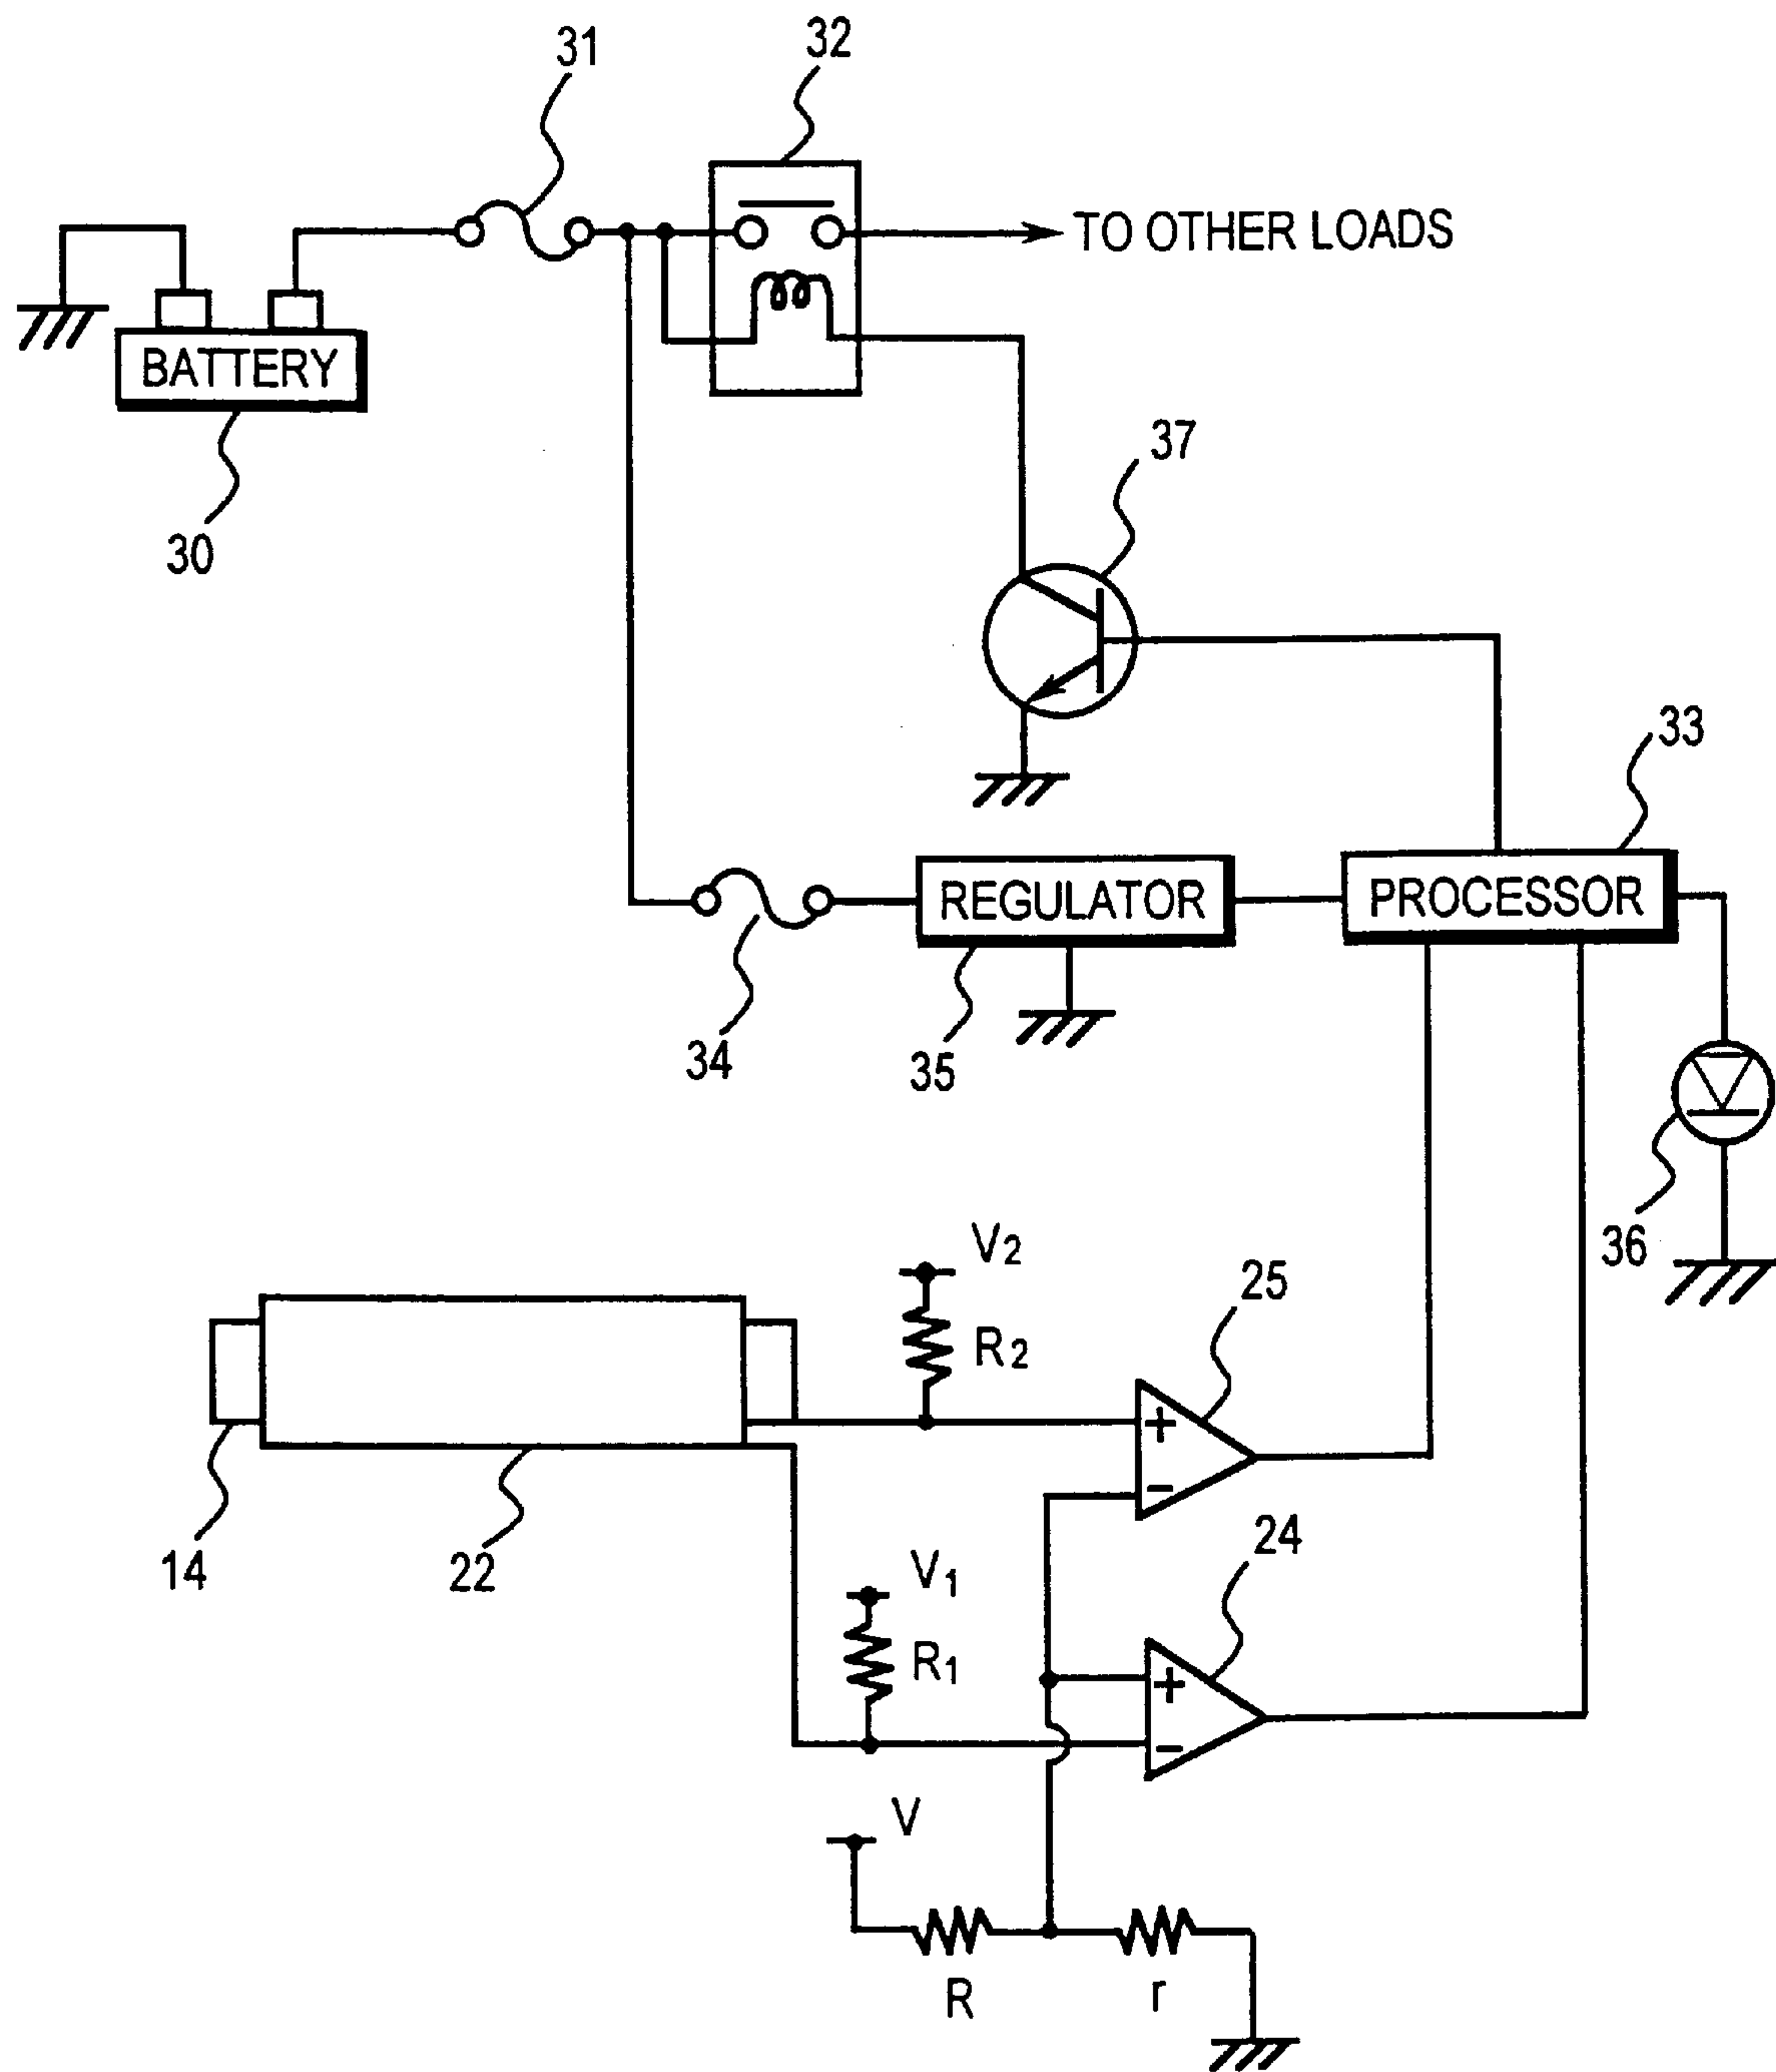 31
32
TO OTHER LOADS
BATTERY
30
37
33
REGULATOR
PROCESSOR
34
35
36
V2
25
R2
14
22
V1
24
R1
+
−
+
−
V
R
r